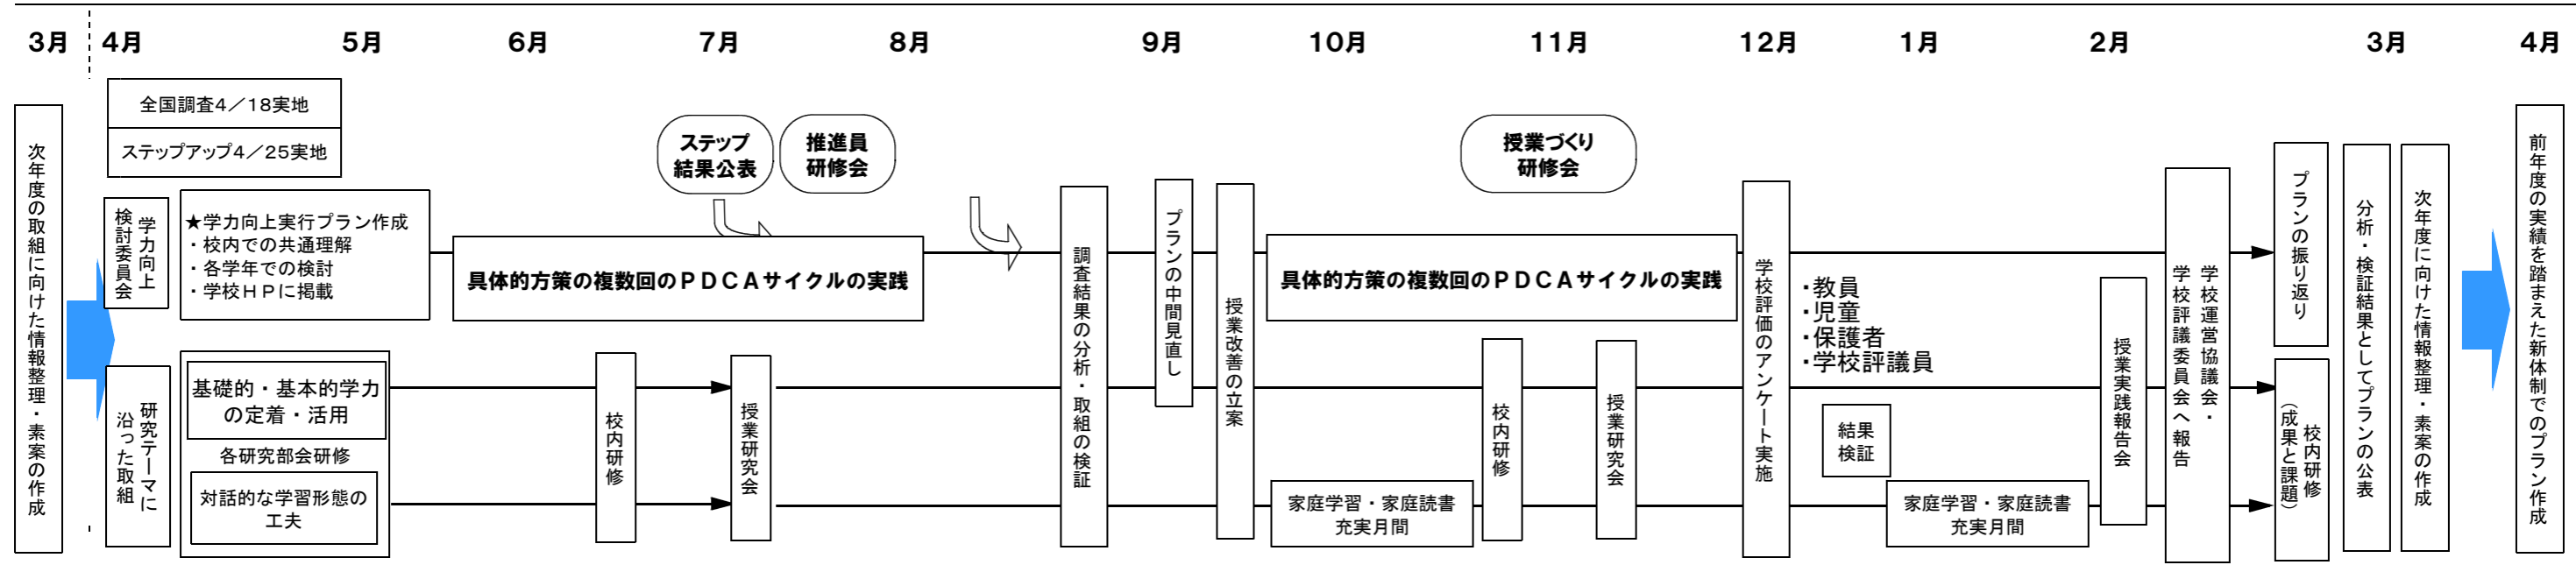 3月
4月
5月
6月
7月
8月
9月
10月
11月
12月
1月
2月
3月
4月
次年度の取組に向けた情報整理・素案の作成
全国調査4／18実地
ステップアップ4／25実地
学力向上
検討委員会
★学力向上実行プラン作成
・校内での共通理解
・各学年での検討
・学校ＨＰに掲載
研究テーマに
沿った取組
基礎的・基本的学力
の定着・活用
各研究部会研修
対話的な学習形態の
工夫
具体的方策の複数回のＰＤＣＡサイクルの実践
校内研修
ステップ
結果公表
授業研究会
推進員
研修会
調査結果の分析・取組の検証
プランの中間見直し
授業改善の立案
具体的方策の複数回のＰＤＣＡサイクルの実践
家庭学習・家庭読書
充実月間
授業づくり
研修会
校内研修
授業研究会
学校評価のアンケート実施
・教員
・児童
・保護者
・学校評議員
結果
検証
家庭学習・家庭読書
充実月間
授業実践報告会
学校運営協議会・
学校評議委員会へ報告
プランの振り返り
校内研修
（成果と課題）
分析・検証結果としてプランの公表
次年度に向けた情報整理・素案の作成
前年度の実績を踏まえた新体制でのプラン作成